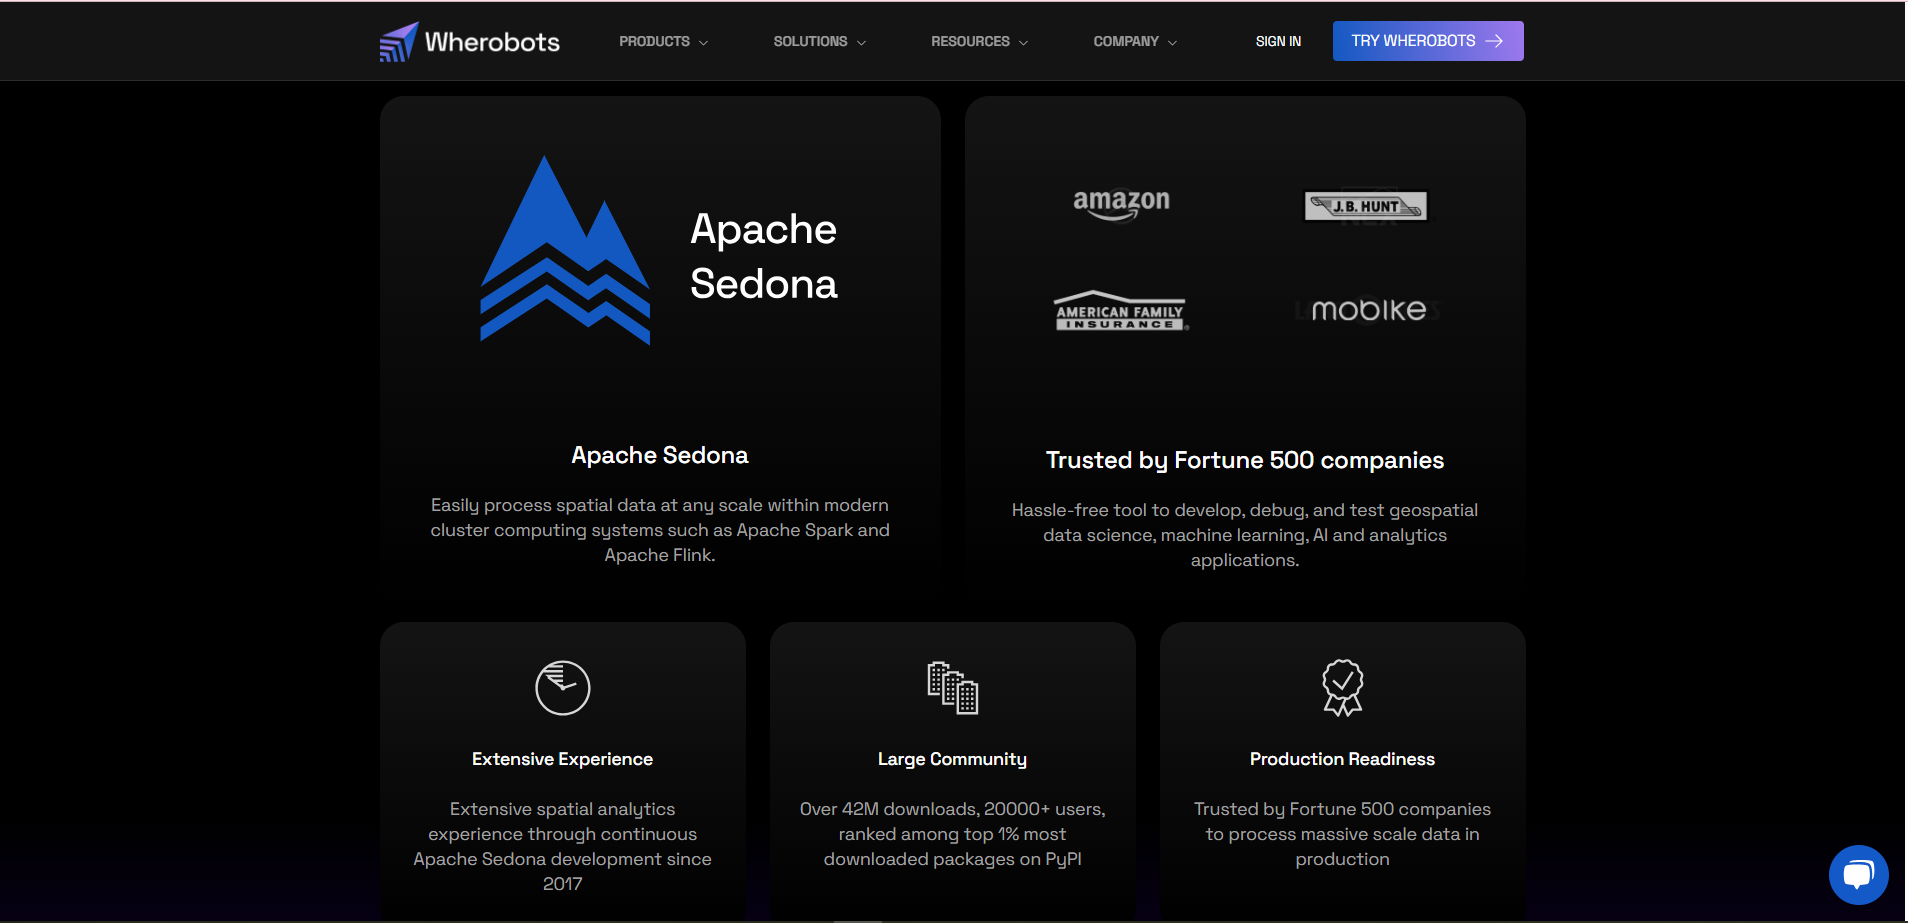 Wherobots
PRODUCTS
SOLUTIONS
RESOURCES
COMPANY
SIGN IN
TRY WHEROBOTS
Apache
Sedona
Apache Sedona
Easily process spatial data at any scale within modern
cluster computing systems such as Apache Spark and
Apache Flink.
amazon
J.B. HUNT
AMERICAN FAMILY
INSURANCE
mobike
Trusted by Fortune 500 companies
Hassle-free tool to develop, debug, and test geospatial
data science, machine learning, AI and analytics
applications.
Extensive Experience
Extensive spatial analytics
experience through continuous
Apache Sedona development since
2017
Large Community
Over 42M downloads, 20000+ users,
ranked among top 1% most
downloaded packages on PyPI
Production Readiness
Trusted by Fortune 500 companies
to process massive scale data in
production